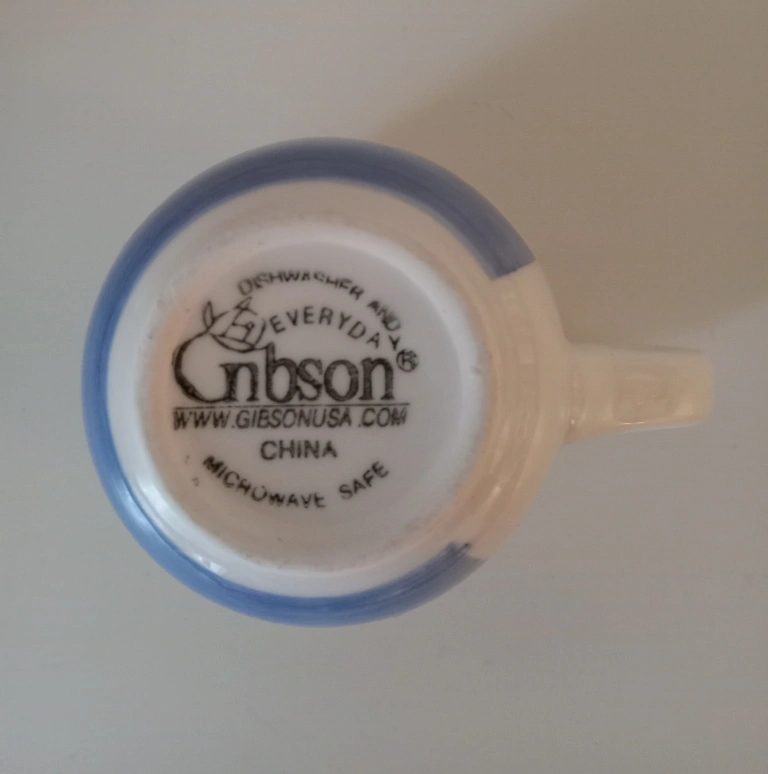 DISHWASHER AND
EVERYDAY
Gibson®
WWW.GIBSONUSA.COM
CHINA
MICROWAVE SAFE